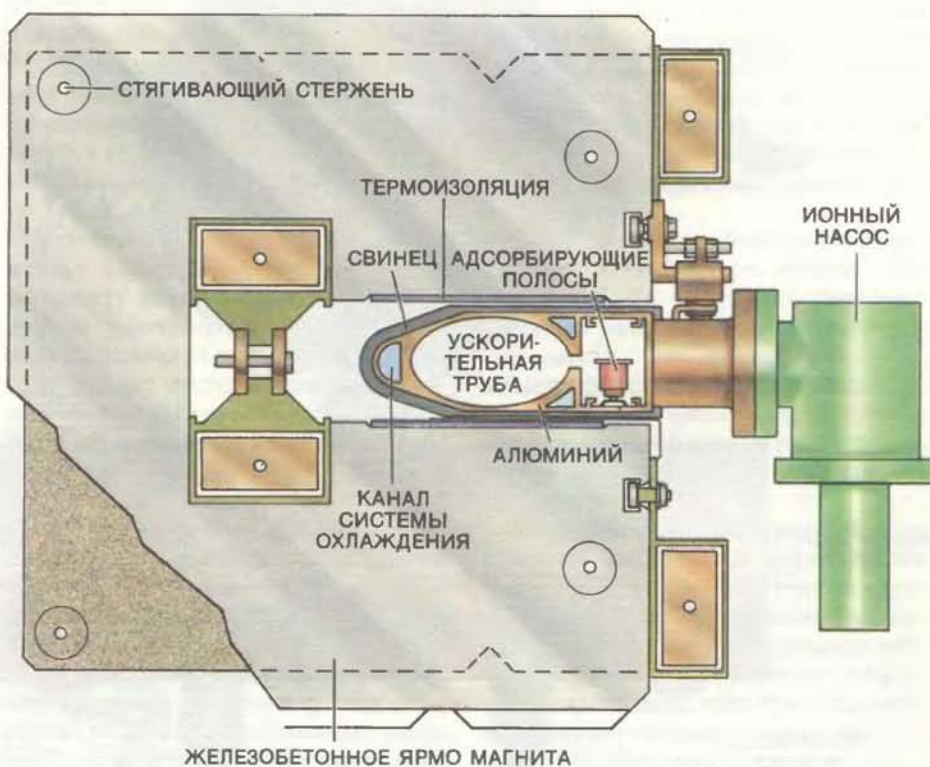 СТЯГИВАЮЩИЙ СТЕРЖЕНЬ
ТЕРМОИЗОЛЯЦИЯ
СВИНЕЦ
АДСОРБИРУЮЩИЕ
ПОЛОСЫ
ИОННЫЙ
НАСОС
УСКОРИ-
ТЕЛЬНАЯ
ТРУБА
АЛЮМИНИЙ
КАНАЛ
СИСТЕМЫ
ОХЛАЖДЕНИЯ
ЖЕЛЕЗОБЕТОННОЕ ЯРМО МАГНИТА